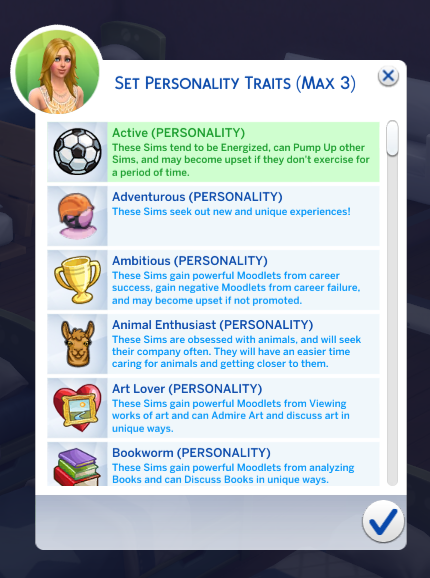 Set Personality Traits (Max 3)
Active (PERSONALITY)
These Sims tend to be Energized, can Pump Up other
Sims, and may become upset if they don't exercise for
a period of time.
Adventurous (PERSONALITY)
These Sims seek out new and unique experiences!
Ambitious (PERSONALITY)
These Sims gain powerful Moodlets from career
success, gain negative Moodlets from career failure,
and may become upset if not promoted.
Animal Enthusiast (PERSONALITY)
These Sims are obsessed with animals, and will seek
their company often. They will have an easier time
caring for animals and getting closer to them.
Art Lover (PERSONALITY)
These Sims gain powerful Moodlets from Viewing
works of art and can Admire Art and discuss art in
unique ways.
Bookworm (PERSONALITY)
These Sims gain powerful Moodlets from analyzing
Books and can Discuss Books in unique ways.